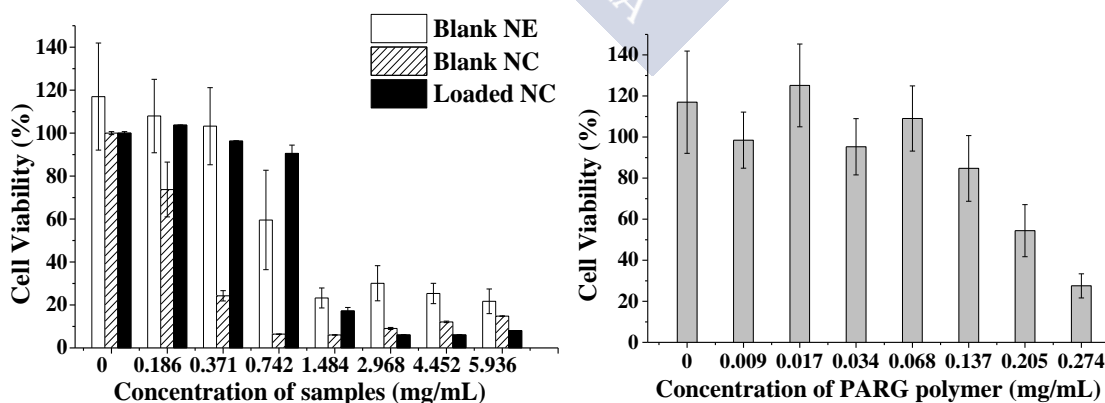 Blank NE
Blank NC
Loaded NC
Cell Viability (%)
140
120
100
80
60
40
20
0
0 0.186 0.371 0.742 1.484 2.968 4.452 5.936
Concentration of samples (mg/mL)
Cell Viability (%)
140
120
100
80
60
40
20
0
0 0.009 0.017 0.034 0.068 0.137 0.205 0.274
Concentration of PARG polymer (mg/mL)